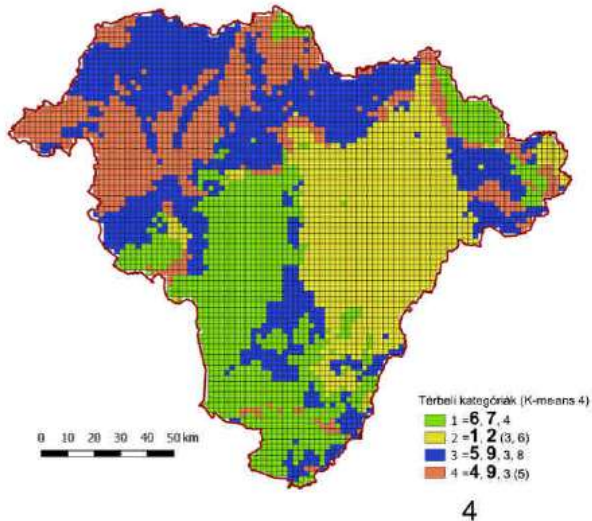 Térbeli kategóriák (K-means 4)
1 =6, 7, 4
2 =1, 2 (3, 6)
3 =5, 9, 3, 8
4 =4, 9, 3 (5)
0 10 20 30 40 50 km
4